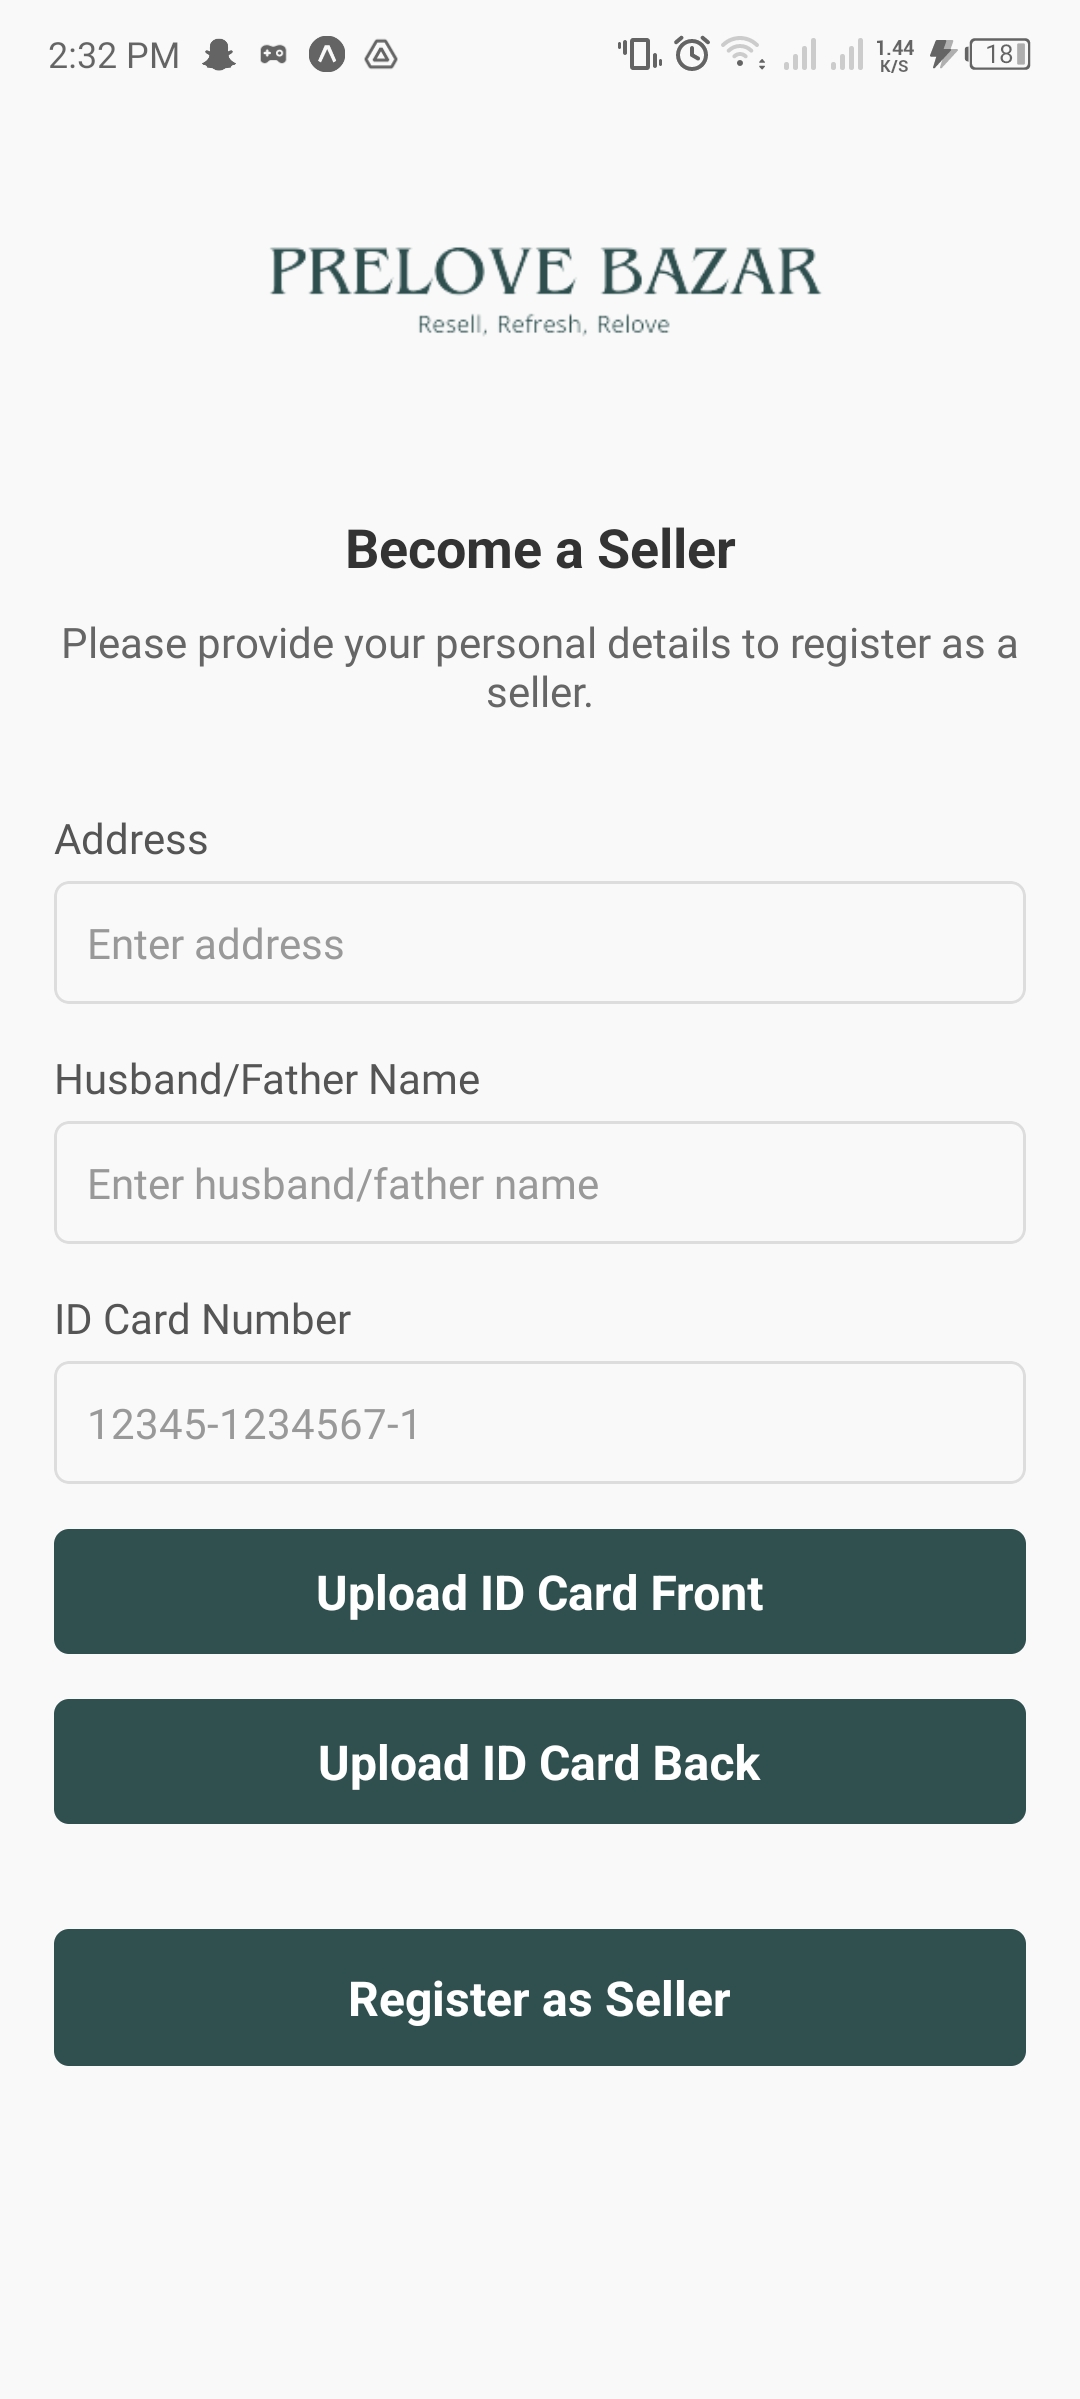 2:32 PM
1.44
K/S
18
PRELOVE BAZAR
Resell, Refresh, Relove
Become a Seller
Please provide your personal details to register as a
seller.
Address
Enter address
Husband/Father Name
Enter husband/father name
ID Card Number
12345-1234567-1
Upload ID Card Front
Upload ID Card Back
Register as Seller